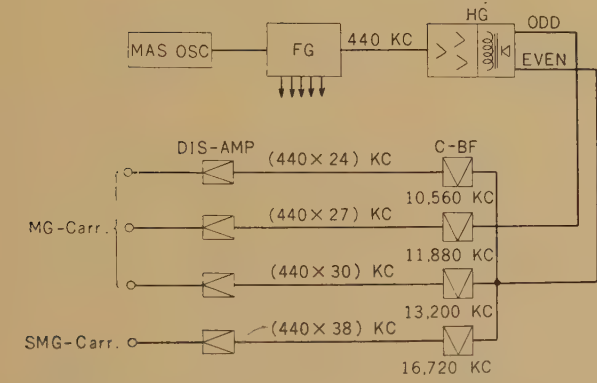 HG
ODD
MAS OSC
FG
440 KC
EVEN
DIS-AMP
(440×24) KC
C-BF
10,560 KC
MG-Carr.
(440×27) KC
11,880 KC
(440×30) KC
13,200 KC
SMG-Carr.
(440×38) KC
16,720 KC